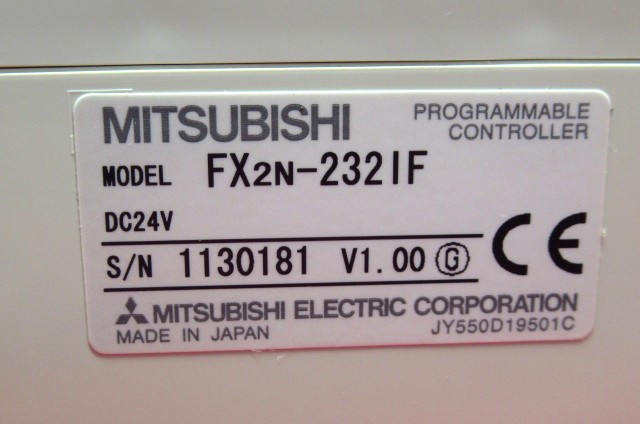 MITSUBISHI
PROGRAMMABLE
CONTROLLER
MODEL FX2N-232IF
DC24V
S/N 1130181 V1.00 G
CE
MITSUBISHI ELECTRIC CORPORATION
MADE IN JAPAN JY550D19501C